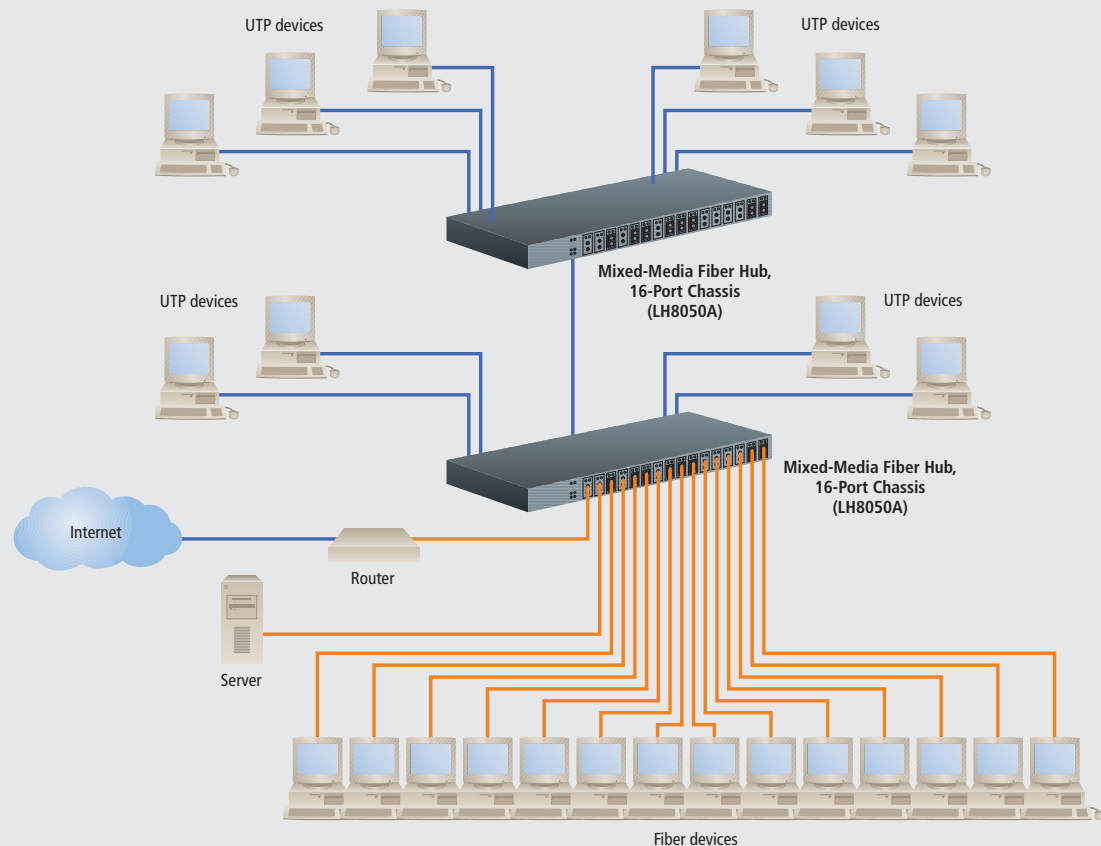 UTP devices
UTP devices
Mixed-Media Fiber Hub,
16-Port Chassis
(LH8050A)
UTP devices
UTP devices
Mixed-Media Fiber Hub,
16-Port Chassis
(LH8050A)
Internet
Router
Server
Fiber devices